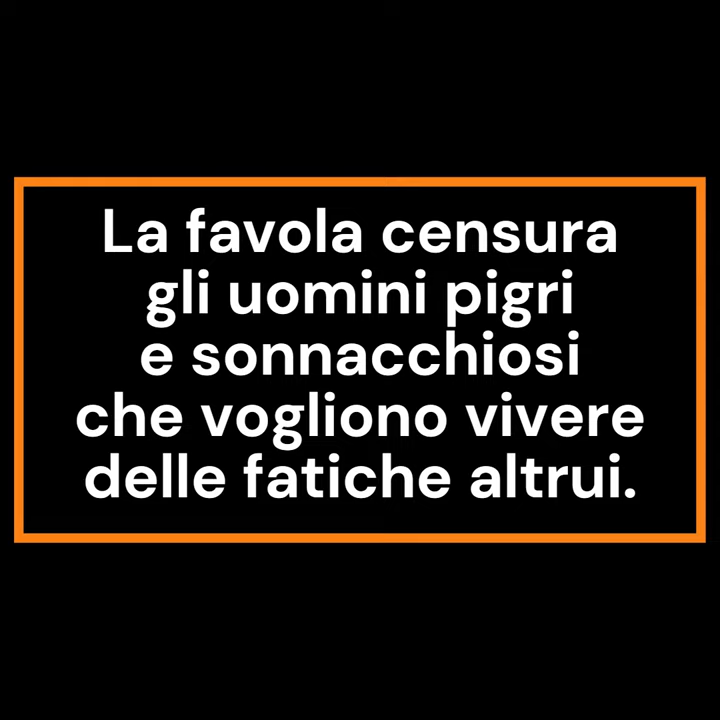 La favola censura
gli uomini pigri
e sonnacchiosi
che vogliono vivere
delle fatiche altrui.